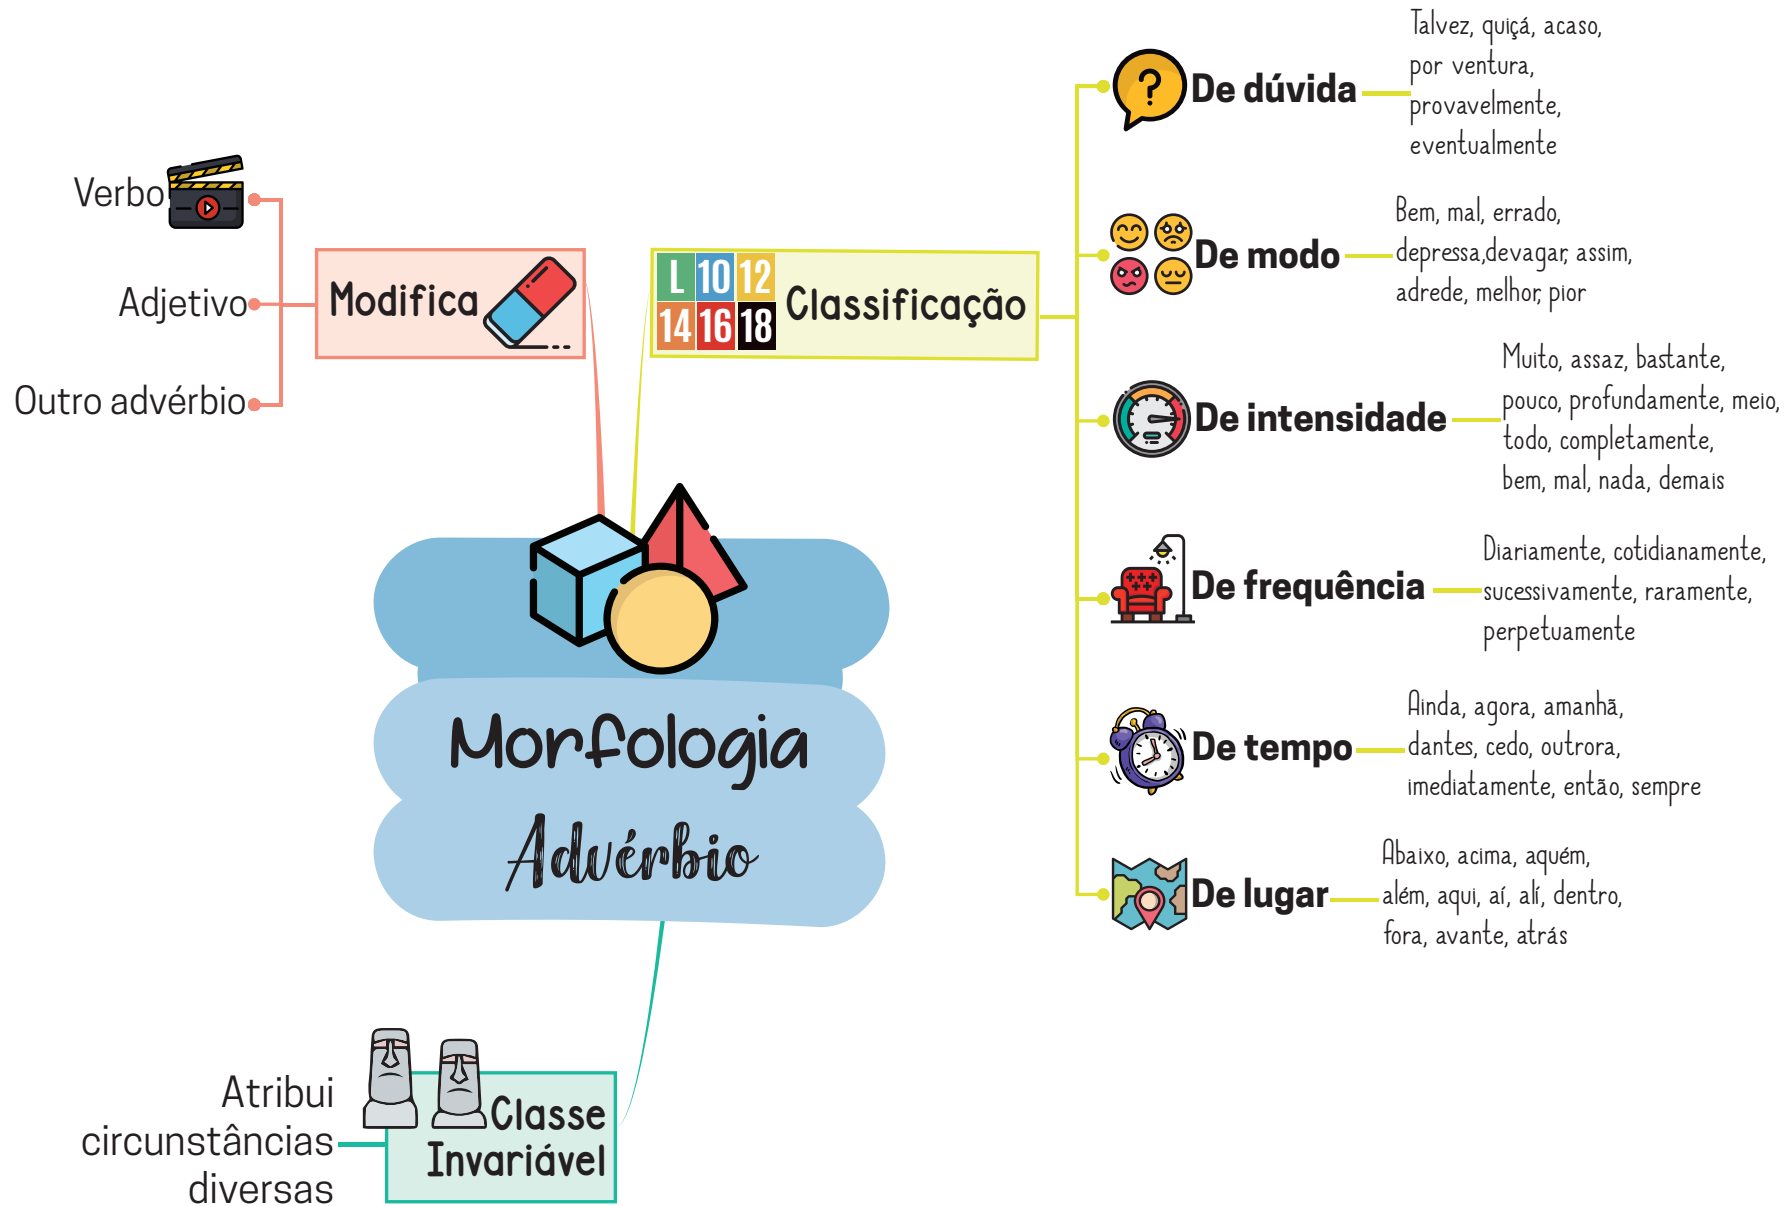 Verbo
Adjetivo
Outro advérbio
Modifica
L 10 12
14 16 18
Classificação
De dúvida
Talvez, quiçá, acaso,
por ventura,
provavelmente,
eventualmente
De modo
Bem, mal, errado,
depressa,devagar, assim,
adrede, melhor, pior
De intensidade
Muito, assaz, bastante,
pouco, profundamente, meio,
todo, completamente,
bem, mal, nada, demais
De frequência
Diariamente, cotidianamente,
sucessivamente, raramente,
perpetuamente
De tempo
Ainda, agora, amanhã,
dantes, cedo, outrora,
imediatamente, então, sempre
De lugar
Abaixo, acima, aquém,
além, aqui, aí, alí, dentro,
fora, avante, atrás
Morfologia
Advérbio
Classe
Invariável
Atribui
circunstâncias
diversas